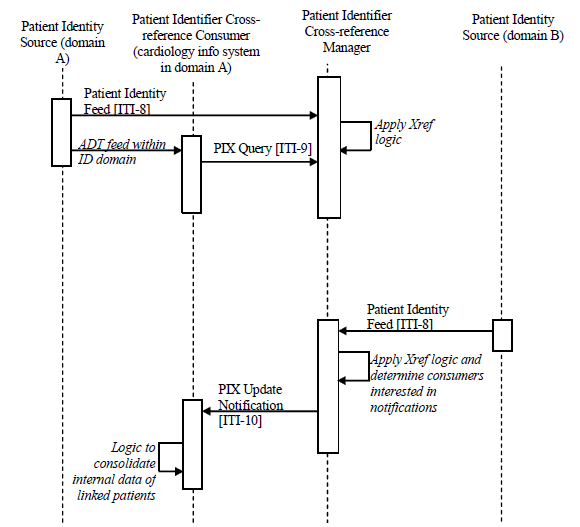 Patient Identity
Source (domain
A)
Patient Identifier Cross-
reference Consumer
(cardiology info system
in domain A)
Patient Identifier
Cross-reference
Manager
Patient Identity
Source (domain B)
Patient Identity
Feed [ITI-8]
Apply Xref
logic
ADT feed within
ID domain
PIX Query [ITI-9]
Patient Identity
Feed [ITI-8]
Apply Xref logic and
determine consumers
interested in
notifications
PIX Update
Notification
[ITI-10]
Logic to
consolidate
internal data of
linked patients